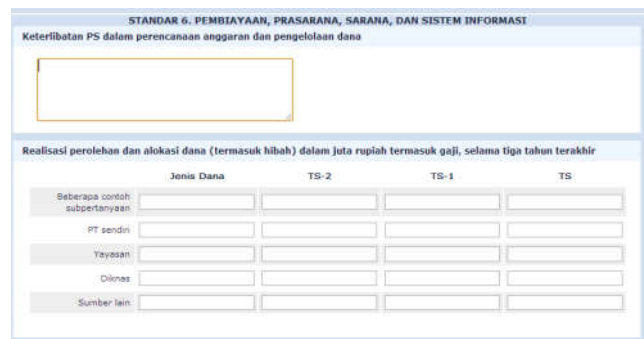 STANDAR 6. PEMBIAYAAN, PRASARANA, SARANA, DAN SISTEM INFORMASI
Keterlibatan PS dalam perencanaan anggaran dan pengelolaan dana
Realisasi perolehan dan alokasi dana (termasuk hibah) dalam juta rupiah termasuk gaji, selama tiga tahun terakhir
Jenis Dana TS-2 TS-1 TS
Beberapa contoh
subpertanyaan
PT sendiri
Yayasan
Diknas
Sumber lain